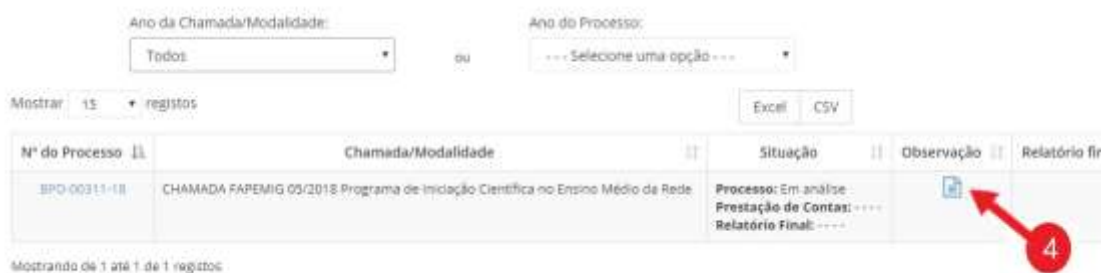 Ano da Chamada/Modalidade: Ano do Processo:
Todos ou - - - Selecione uma opção - - -
Mostrar 15 registos Excel CSV
Nº do Processo Chamada/Modalidade Situação Observação Relatório fin
BPO-00311-18 CHAMADA FAPEMIG 05/2018 Programa de Iniciação Científica no Ensino Médio da Rede Processo: Em análise
Prestação de Contas: - - - -
Relatório Final: - - - -
4
Mostrando de 1 até 1 de 1 registos